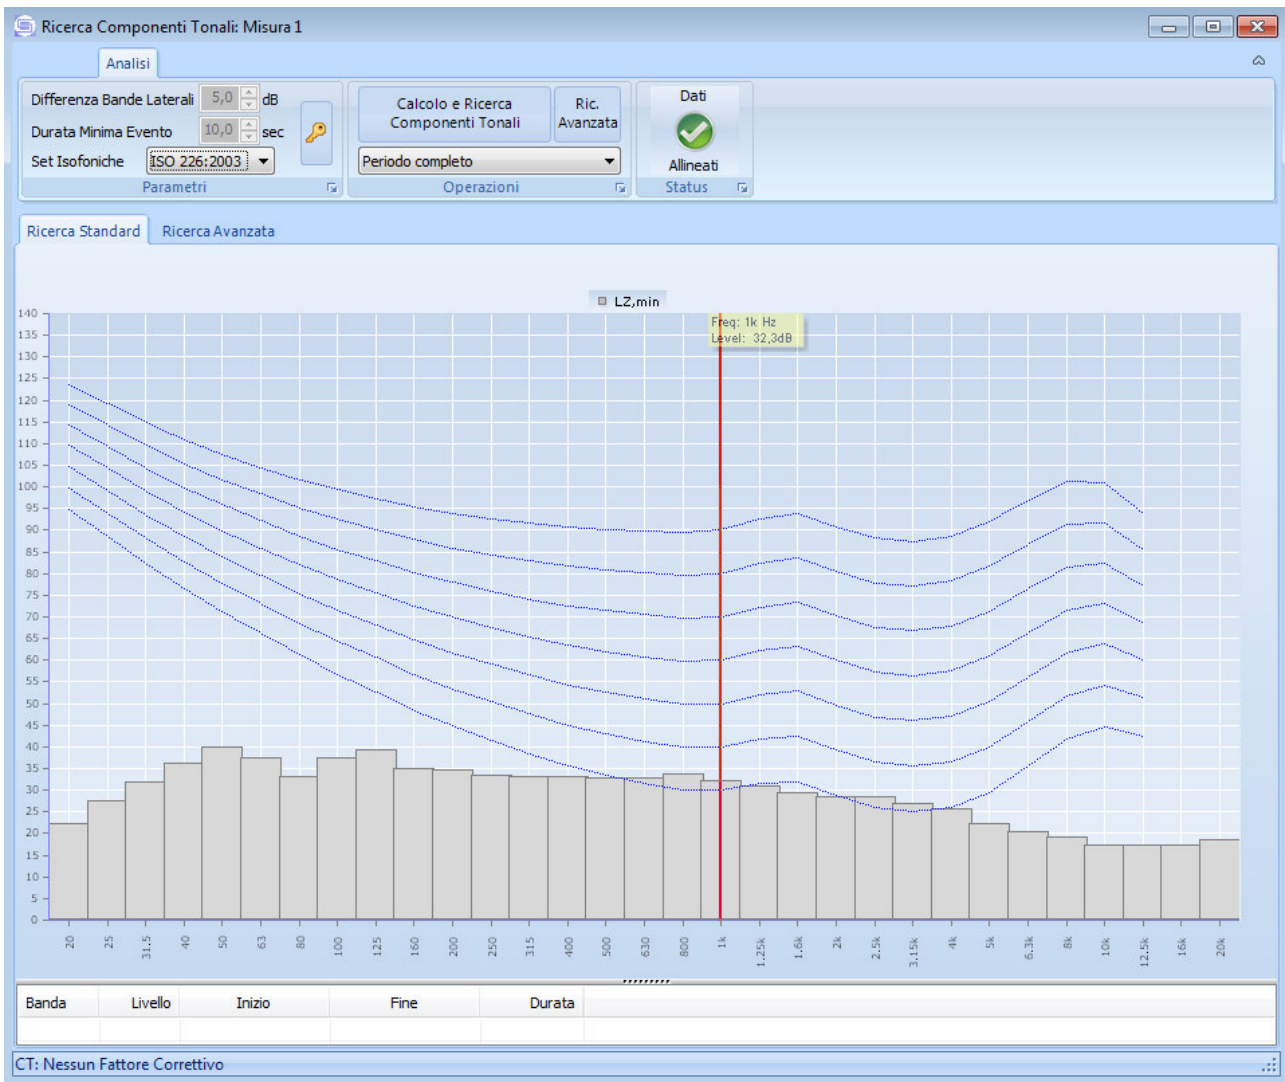 Ricerca Componenti Tonali: Misura 1
Analisi
Differenza Bande Laterali 5,0 dB
Durata Minima Evento 10,0 sec
Set Isofoniche ISO 226:2003
Parametri
Calcolo e Ricerca
Componenti Tonali
Ric.
Avanzata
Periodo completo
Operazioni
Dati
Allineati
Status
Ricerca Standard Ricerca Avanzata
LZ,min
Freq: 1k Hz
Level: 32,3dB
140
135
130
125
120
115
110
105
100
95
90
85
80
75
70
65
60
55
50
45
40
35
30
25
20
15
10
5
0
20 25 31.5 40 50 63 80 100 125 160 200 250 315 400 500 630 800 1k 1.25k 1.6k 2k 2.5k 3.15k 4k 5k 6.3k 8k 10k 12.5k 16k 20k
Banda Livello Inizio Fine Durata
CT: Nessun Fattore Correttivo